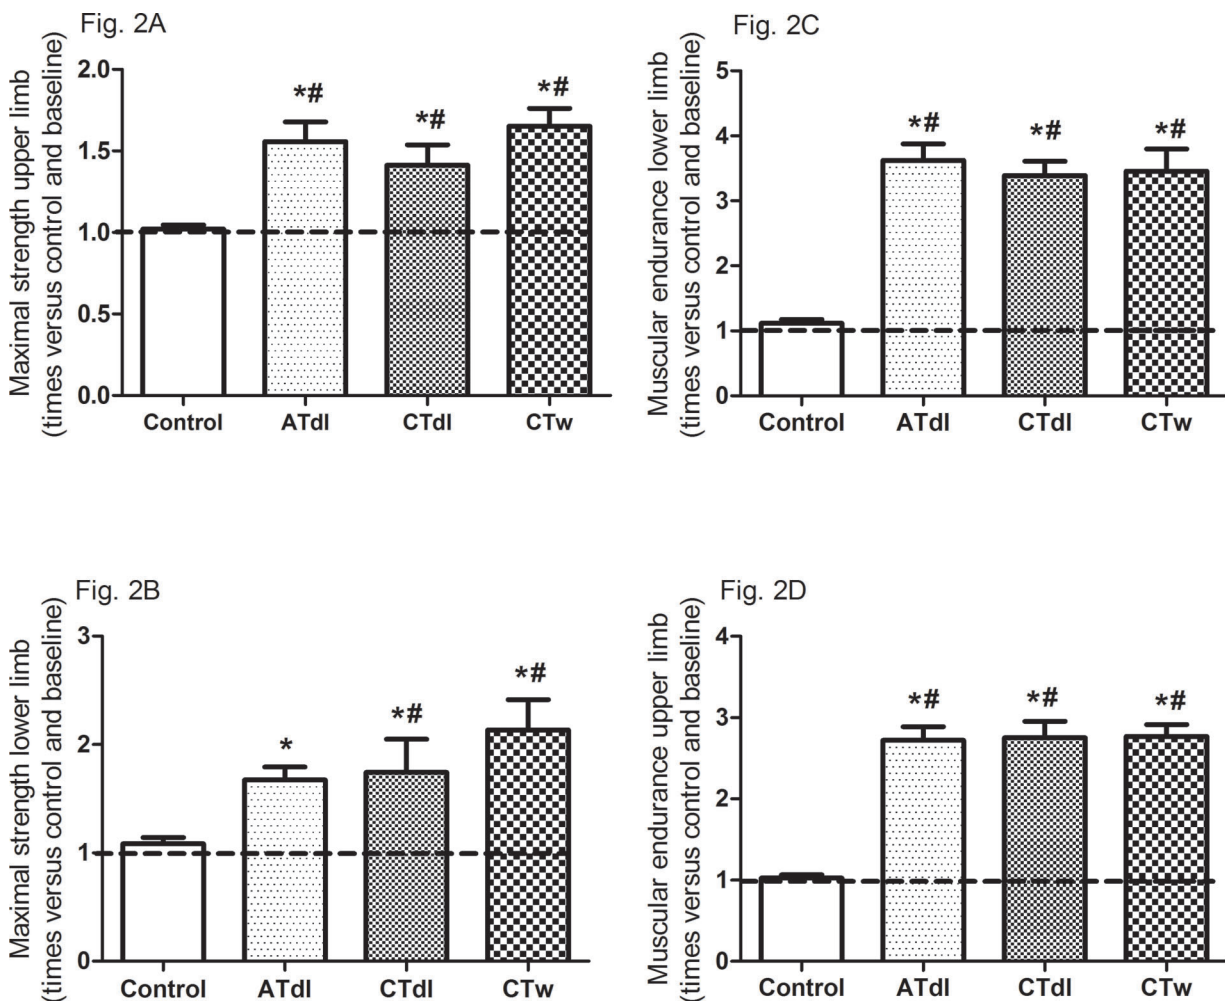 Fig. 2A
Maximal strength upper limb
(times versus control and baseline)
2.0
1.5
1.0
0.5
0.0
*#
*#
*#
Control ATdl CTdl CTw
Fig. 2C
Muscular endurance lower limb
(times versus control and baseline)
5
4
3
2
1
0
*#
*#
*#
Control ATdl CTdl CTw
Fig. 2B
Maximal strength lower limb
(times versus control and baseline)
3
2
1
0
*
*#
*#
Control ATdl CTdl CTw
Fig. 2D
Muscular endurance upper limb
(times versus control and baseline)
4
3
2
1
0
*#
*#
*#
Control ATdl CTdl CTw